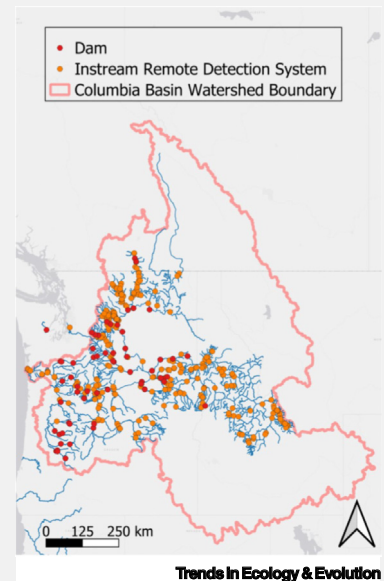 Dam
Instream Remote Detection System
Columbia Basin Watershed Boundary
0 125 250 km
Trends in Ecology & Evolution